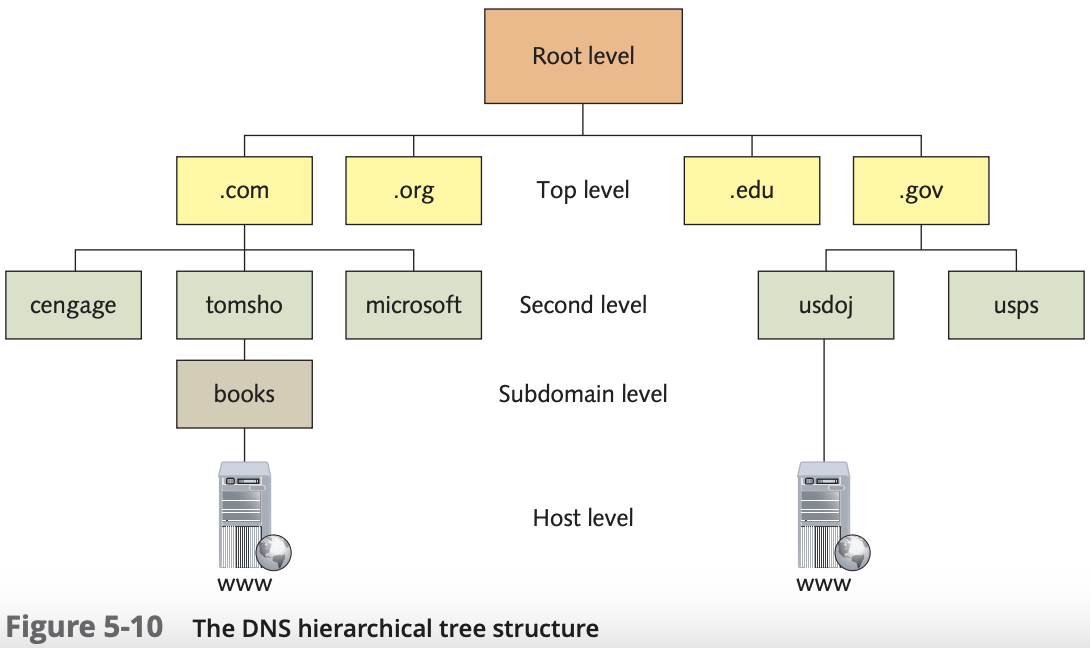 Root level
.com
.org
Top level
.edu
.gov
cengage
tomsho
microsoft
Second level
usdoj
usps
books
Subdomain level
Host level
www
www
Figure 5-10 The DNS hierarchical tree structure